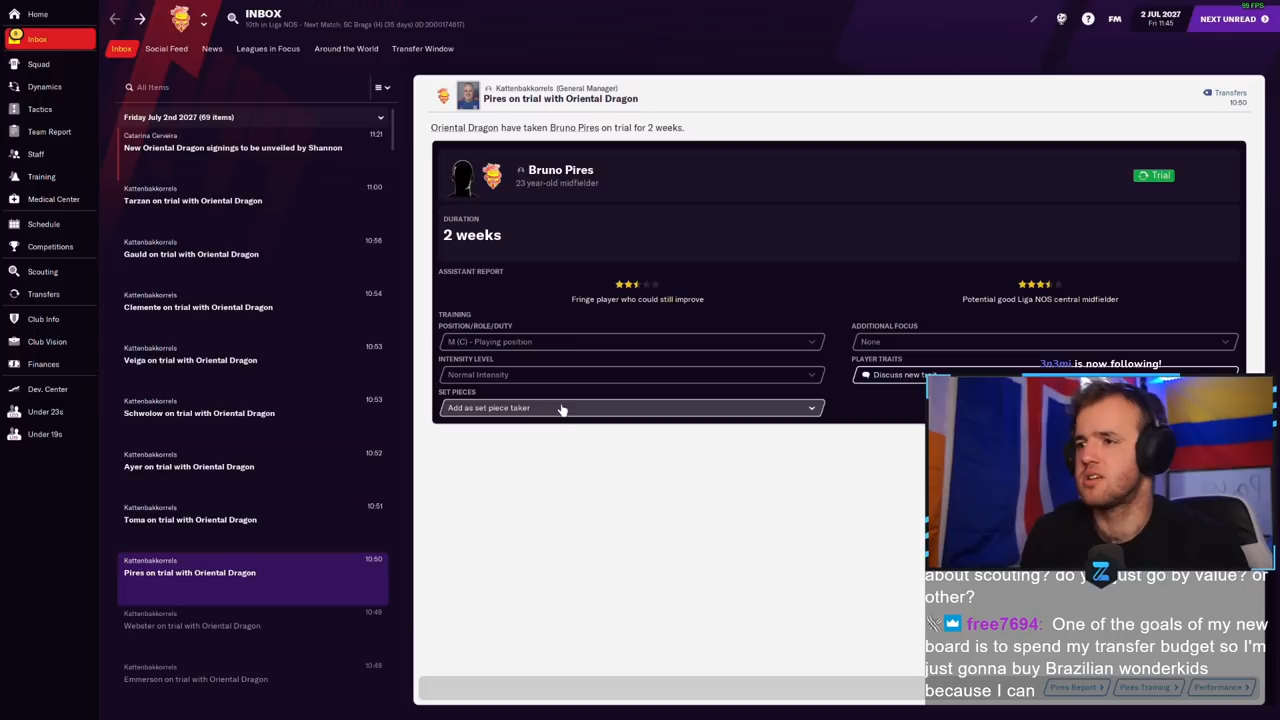 99 FPS
Home
INBOX
10th in Liga NOS - Next Match: SC Braga (H) (35 days) (ID:2000174617)
FM
2 JUL 2027
Fri 11:45
NEXT UNREAD
8
Inbox
Inbox
Social Feed
News
Leagues in Focus
Around the World
Transfer Window
Squad
Dynamics
Tactics
Team Report
Staff
Training
Medical Center
Schedule
Competitions
Scouting
Transfers
Club Info
Club Vision
Finances
Dev. Center
Under 23s
Under 19s
All Items
Friday July 2nd 2027 (69 items)
Catarina Cerveira
11:21
New Oriental Dragon signings to be unveiled by Shannon
Kattenbakkorrels
11:00
Tarzan on trial with Oriental Dragon
Kattenbakkorrels
10:56
Gauld on trial with Oriental Dragon
Kattenbakkorrels
10:54
Clemente on trial with Oriental Dragon
Kattenbakkorrels
10:53
Veiga on trial with Oriental Dragon
Kattenbakkorrels
10:53
Schwolow on trial with Oriental Dragon
Kattenbakkorrels
10:52
Ayer on trial with Oriental Dragon
Kattenbakkorrels
10:51
Toma on trial with Oriental Dragon
Kattenbakkorrels
10:50
Pires on trial with Oriental Dragon
Kattenbakkorrels
10:49
Webster on trial with Oriental Dragon
Kattenbakkorrels
10:49
Emmerson on trial with Oriental Dragon
Kattenbakkorrels (General Manager)
Pires on trial with Oriental Dragon
Transfers
10:50
Oriental Dragon have taken Bruno Pires on trial for 2 weeks.
Bruno Pires
23 year-old midfielder
Trial
DURATION
2 weeks
ASSISTANT REPORT
Fringe player who could still improve
Potential good Liga NOS central midfielder
TRAINING
POSITION/ROLE/DUTY
M (C) - Playing position
ADDITIONAL FOCUS
None
INTENSITY LEVEL
Normal Intensity
PLAYER TRAITS
Discuss new trait
SET PIECES
Add as set piece taker
3n3mi is now following!
about scouting? do you just go by value? or
other?
free7694: One of the goals of my new
board is to spend my transfer budget so I'm
just gonna buy Brazilian wonderkids
because I can
Pires Report
Pires Training
Performance